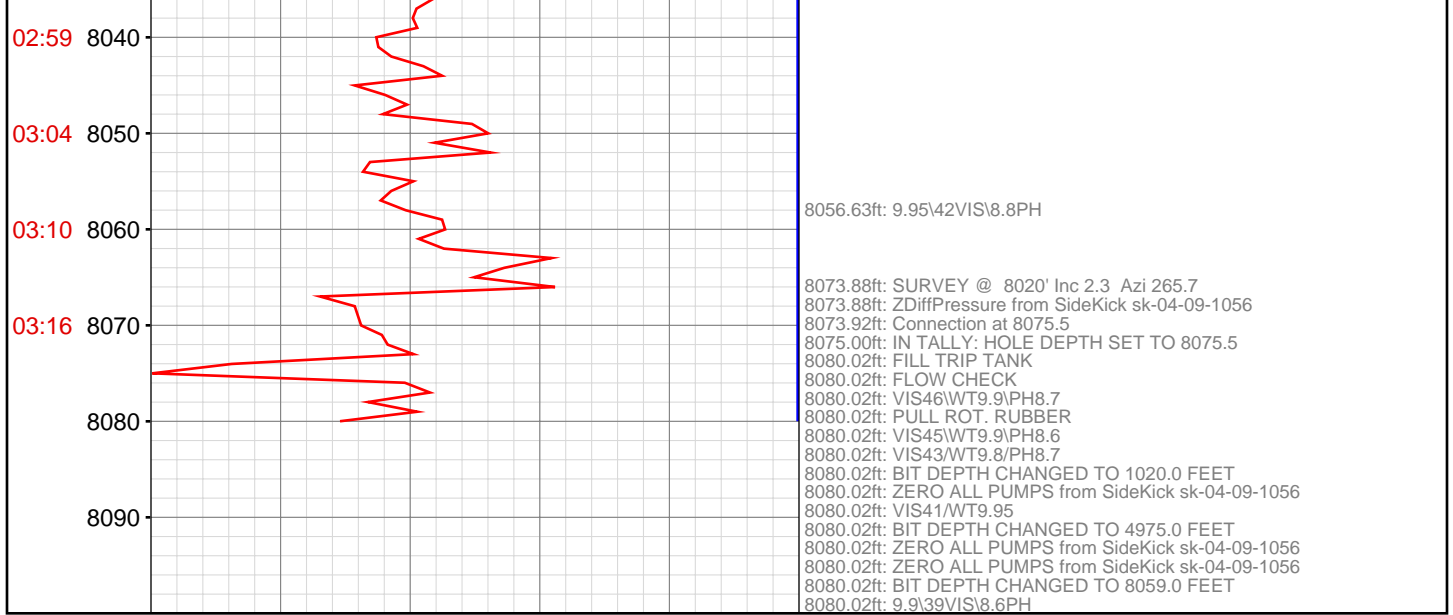 02:59 8040
03:04 8050
8056.63ft: 9.95\42VIS\8.8PH
03:10 8060
8073.88ft: SURVEY @ 8020' Inc 2.3 Azi 265.7
8073.88ft: ZDiffPressure from SideKick sk-04-09-1056
03:16 8070
8073.92ft: Connection at 8075.5
8075.00ft: IN TALLY: HOLE DEPTH SET TO 8075.5
8080.02ft: FILL TRIP TANK
8080.02ft: FLOW CHECK
8080.02ft: VIS46\WT9.9\PH8.7
8080
8080.02ft: PULL ROT. RUBBER
8080.02ft: VIS45\WT9.9\PH8.6
8080.02ft: VIS43/WT9.8/PH8.7
8080.02ft: BIT DEPTH CHANGED TO 1020.0 FEET
8080.02ft: ZERO ALL PUMPS from SideKick sk-04-09-1056
8080.02ft: VIS41/WT9.95
8090
8080.02ft: BIT DEPTH CHANGED TO 4975.0 FEET
8080.02ft: ZERO ALL PUMPS from SideKick sk-04-09-1056
8080.02ft: ZERO ALL PUMPS from SideKick sk-04-09-1056
8080.02ft: BIT DEPTH CHANGED TO 8059.0 FEET
8080.02ft: 9.9\39VIS\8.6PH